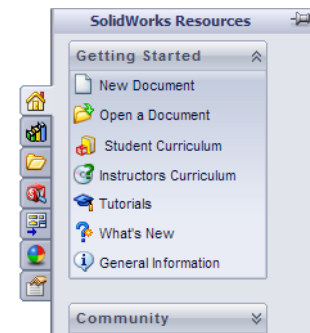 SolidWorks Resources
Getting Started
New Document
Open a Document
Student Curriculum
Instructors Curriculum
Tutorials
What's New
General Information
Community